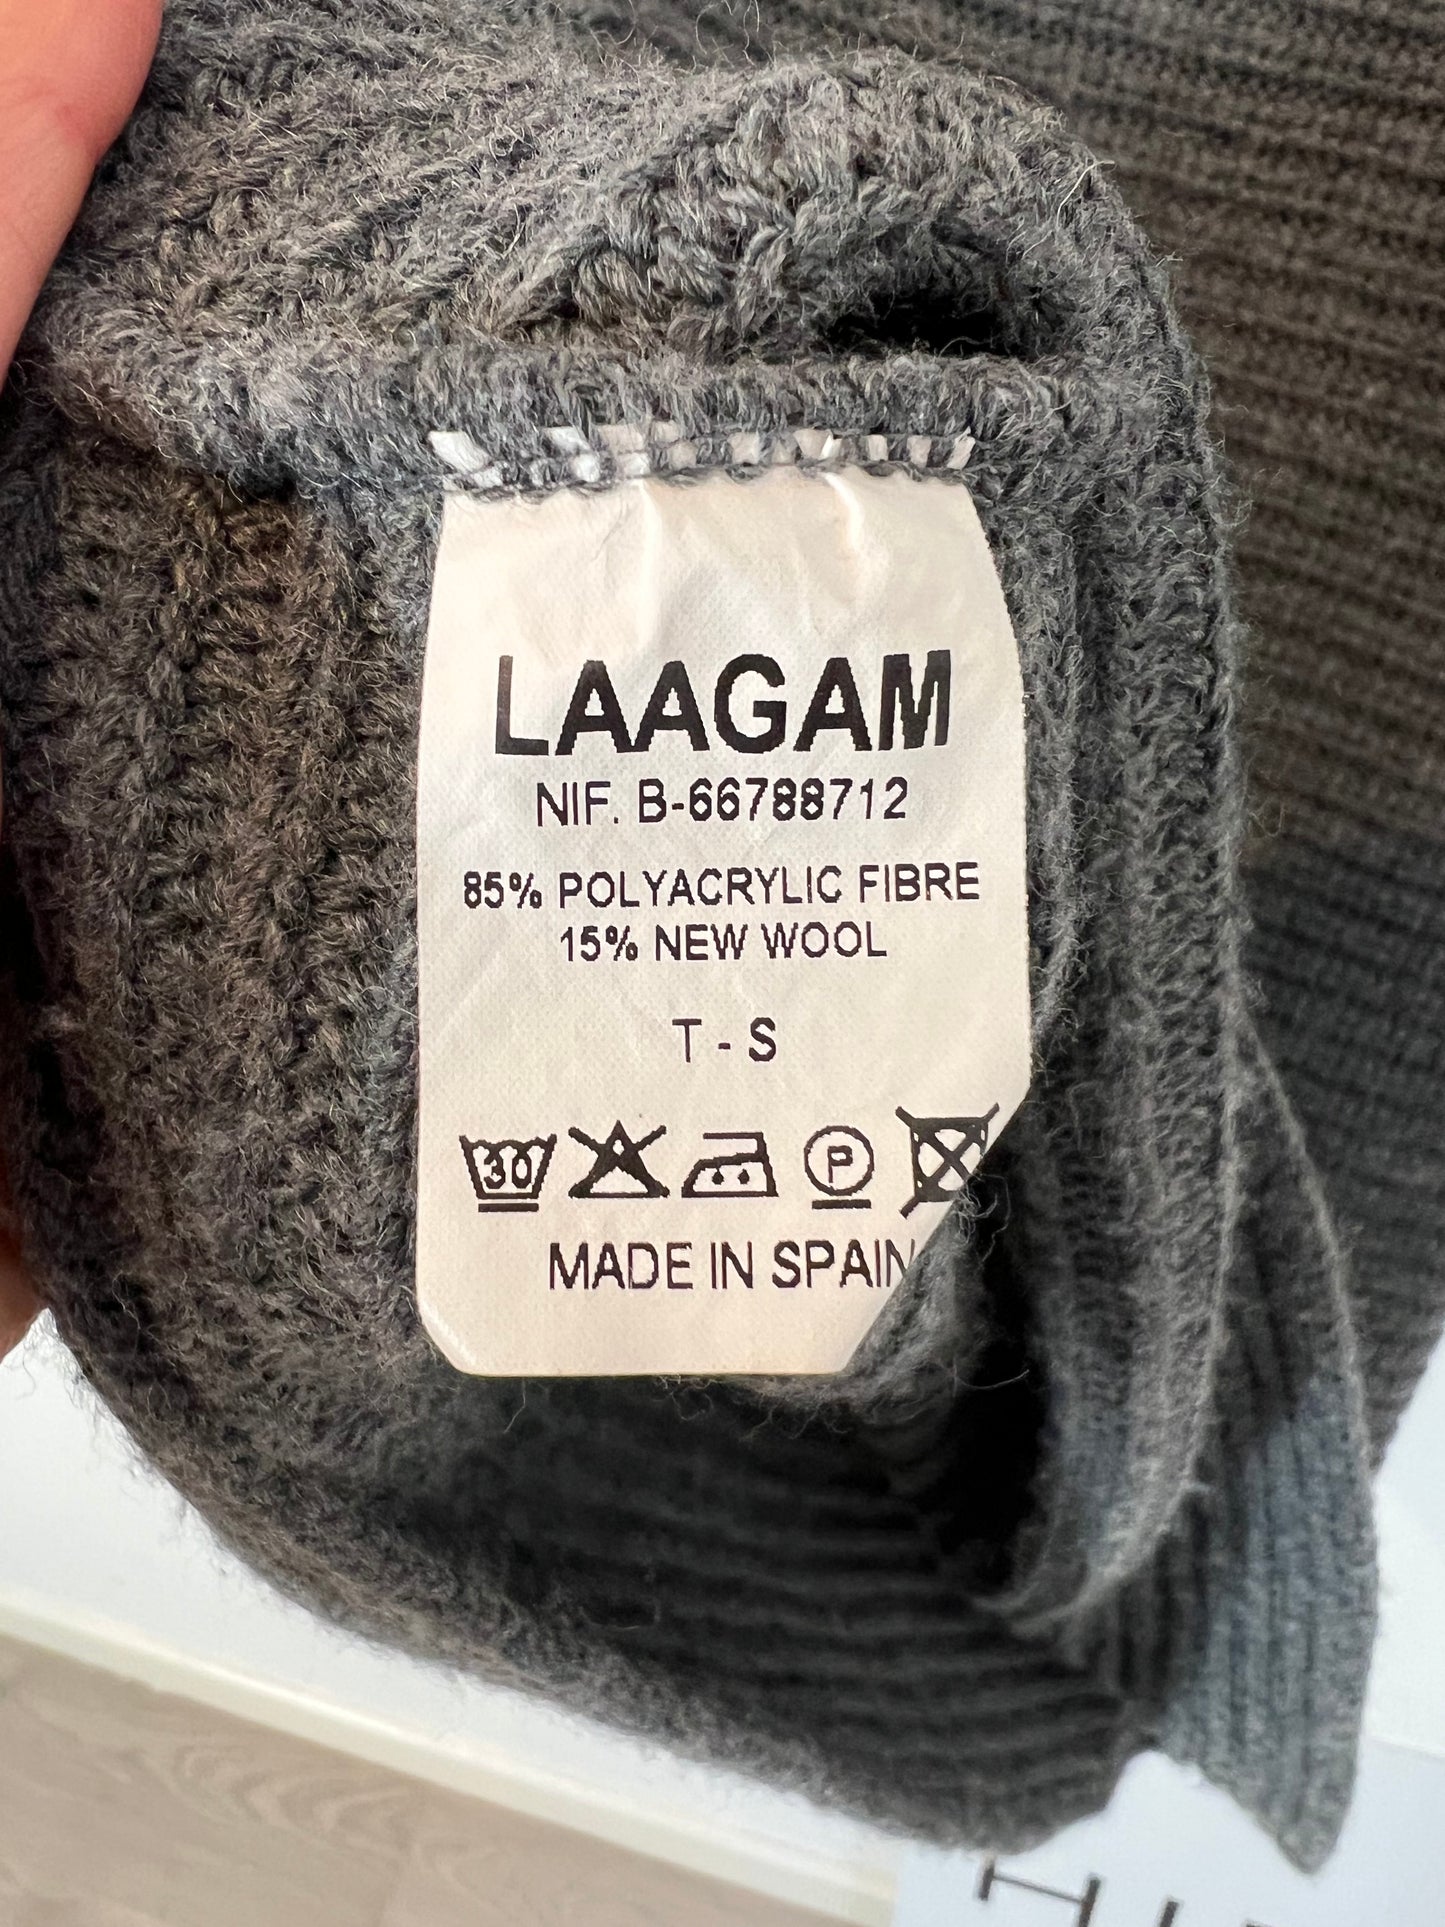 LAAGAM
NIF. B-66788712
85% POLYACRYLIC FIBRE
15% NEW WOOL
T - S
30 P
MADE IN SPAIN